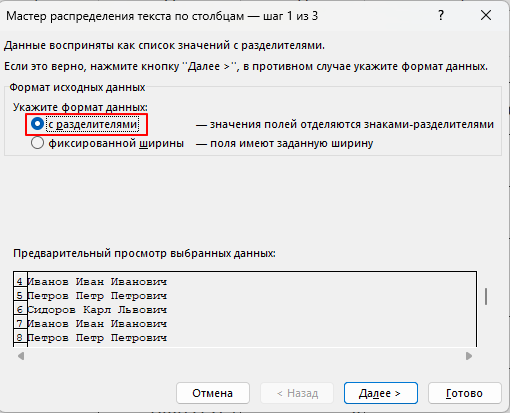 Мастер распределения текста по столбцам — шаг 1 из 3
Данные восприняты как список значений с разделителями.
Если это верно, нажмите кнопку "Далее >", в противном случае укажите формат данных.
Формат исходных данных
Укажите формат данных:
с разделителями — значения полей отделяются знаками-разделителями
фиксированной ширины — поля имеют заданную ширину
Предварительный просмотр выбранных данных:
4 Иванов Иван Иванович
5 Петров Петр Петрович
6 Сидоров Карл Львович
7 Иванов Иван Иванович
8 Петров Петр Петрович
Отмена < Назад Далее > Готово